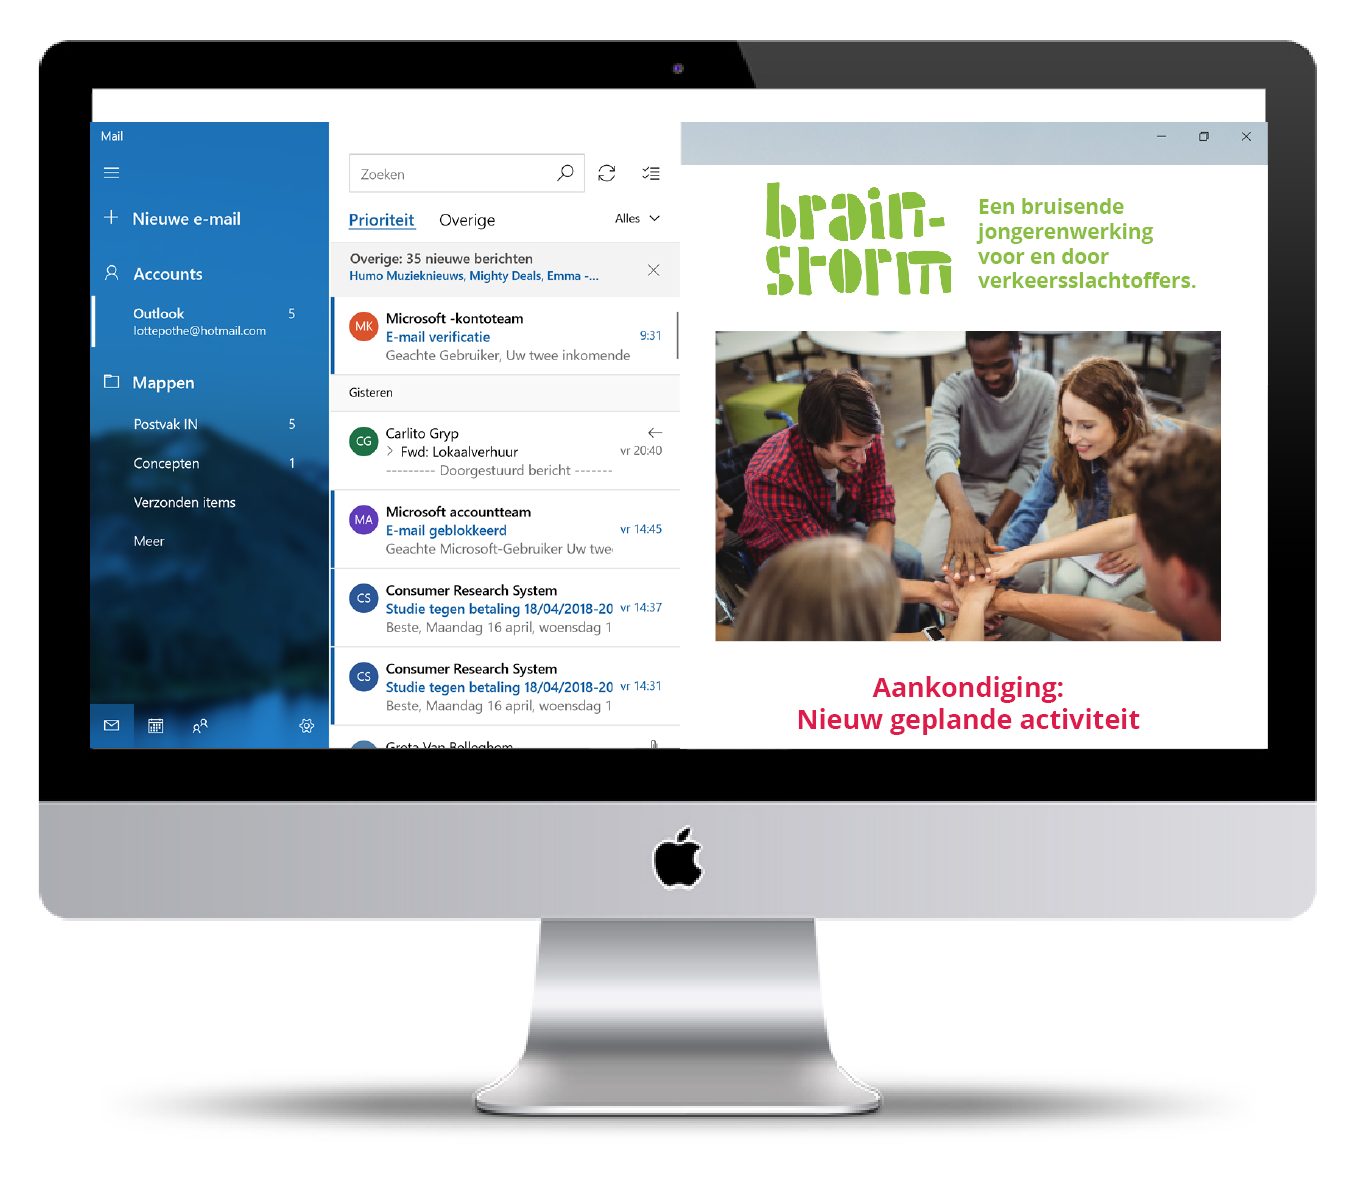 Mail
Nieuwe e-mail
Accounts
Outlook 5
lottepothe@hotmail.com
Mappen
Postvak IN 5
Concepten 1
Verzonden items
Meer
Zoeken
Prioriteit Overige Alles
Overige: 35 nieuwe berichten
Humo Muzieknieuws, Mighty Deals, Emma -...
MK
Microsoft -kontoteam
E-mail verificatie 9:31
Geachte Gebruiker, Uw twee inkomende
Gisteren
CG
Carlito Gryp
> Fwd: Lokaalverhuur vr 20:40
--------- Doorgestuurd bericht -------
MA
Microsoft accountteam
E-mail geblokkeerd vr 14:45
Geachte Microsoft-Gebruiker Uw twe
CS
Consumer Research System
Studie tegen betaling 18/04/2018-20 vr 14:37
Beste, Maandag 16 april, woensdag 1
CS
Consumer Research System
Studie tegen betaling 18/04/2018-20 vr 14:31
Beste, Maandag 16 april, woensdag 1
Greta Van Belleghem
brain-
storm
Een bruisende
jongerenwerking
voor en door
verkeersslachtoffers.
Aankondiging:
Nieuw geplande activiteit